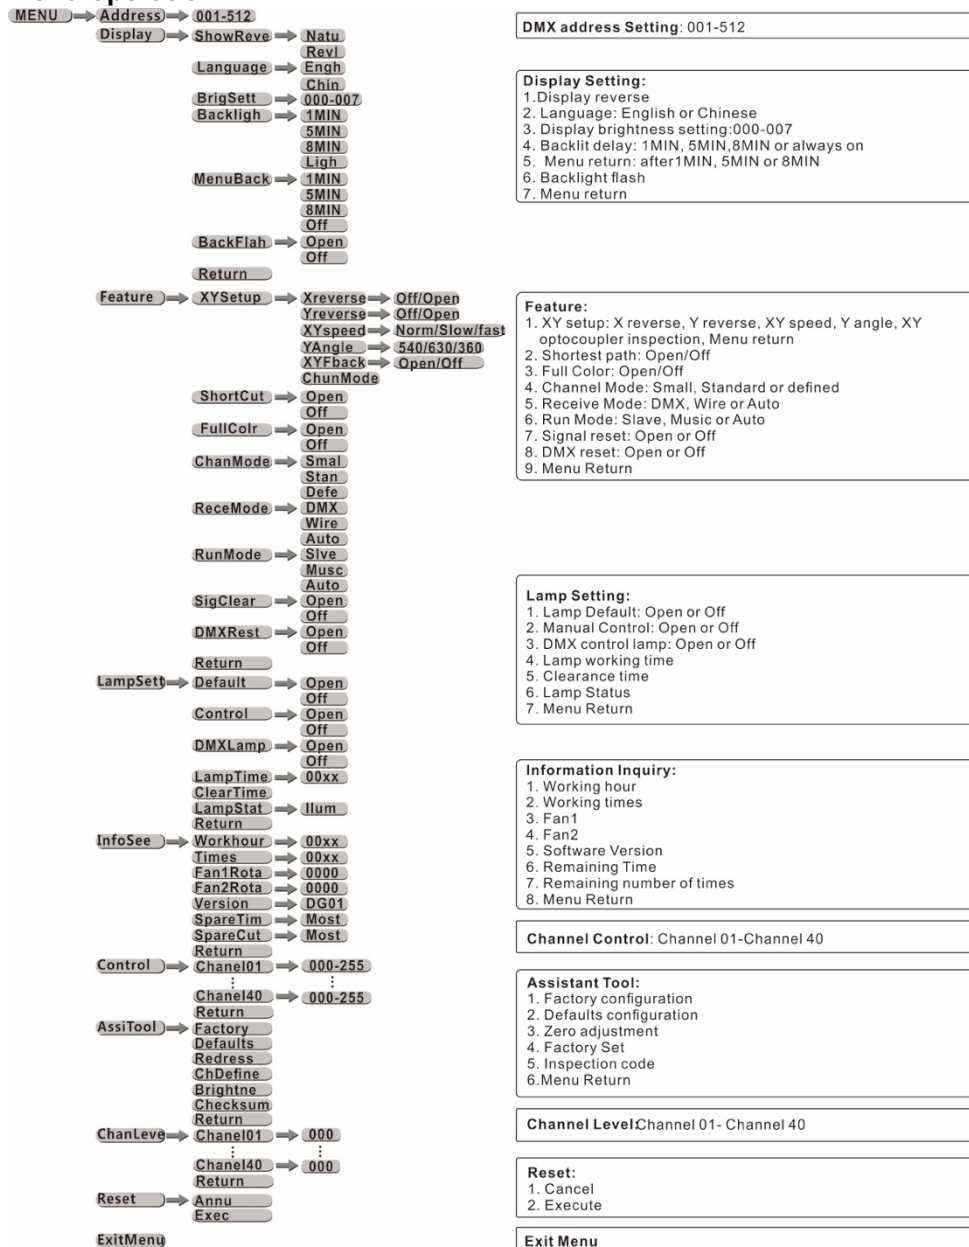 MENU Address 001-512
Display ShowReve Natu
Revl
Language Engh
Chin
BrigSett 000-007
Backligh 1MIN
5MIN
8MIN
Ligh
MenuBack 1MIN
5MIN
8MIN
Off
BackFlah Open
Off
Return
Feature XYSetup Xreverse Off/Open
Yreverse Off/Open
XYspeed Norm/Slow/fast
YAngle 540/630/360
XYFback Open/Off
ChunMode
ShortCut Open
Off
FullColr Open
Off
ChanMode Smal
Stan
Defe
ReceMode DMX
Wire
Auto
RunMode Slve
Musc
Auto
SigClear Open
Off
DMXRest Open
Off
Return
LampSett Default Open
Off
Control Open
Off
DMXLamp Open
Off
LampTime 00xx
ClearTime
LampStat Ilum
Return
InfoSee Workhour 00xx
Times 00xx
Fan1Rota 0000
Fan2Rota 0000
Version DG01
SpareTim Most
SpareCut Most
Return
Control Chanel01 000-255
Chanel40 000-255
Return
AssiTool Factory
Defaults
Redress
ChDefine
Brightne
Checksum
Return
ChanLeve Chanel01 000
Chanel40 000
Return
Reset Annu
Exec
ExitMenu
DMX address Setting: 001-512
Display Setting:
1.Display reverse
2. Language: English or Chinese
3. Display brightness setting:000-007
4. Backlit delay: 1MIN, 5MIN,8MIN or always on
5. Menu return: after1MIN, 5MIN or 8MIN
6. Backlight flash
7. Menu return
Feature:
1. XY setup: X reverse, Y reverse, XY speed, Y angle, XY
optocoupler inspection, Menu return
2. Shortest path: Open/Off
3. Full Color: Open/Off
4. Channel Mode: Small, Standard or defined
5. Receive Mode: DMX, Wire or Auto
6. Run Mode: Slave, Music or Auto
7. Signal reset: Open or Off
8. DMX reset: Open or Off
9. Menu Return
Lamp Setting:
1. Lamp Default: Open or Off
2. Manual Control: Open or Off
3. DMX control lamp: Open or Off
4. Lamp working time
5. Clearance time
6. Lamp Status
7. Menu Return
Information Inquiry:
1. Working hour
2. Working times
3. Fan1
4. Fan2
5. Software Version
6. Remaining Time
7. Remaining number of times
8. Menu Return
Channel Control: Channel 01-Channel 40
Assistant Tool:
1. Factory configuration
2. Defaults configuration
3. Zero adjustment
4. Factory Set
5. Inspection code
6.Menu Return
Channel Level:Channel 01- Channel 40
Reset:
1. Cancel
2. Execute
Exit Menu